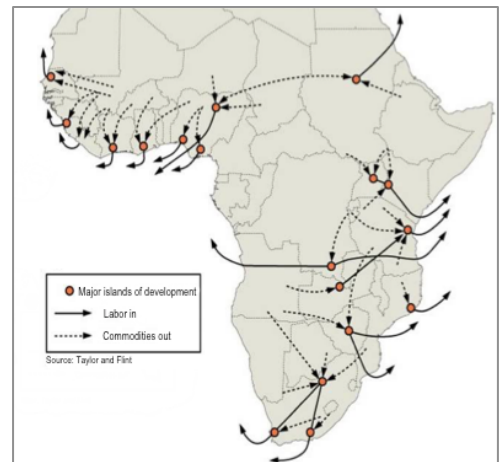 Major islands of development
Labor in
Commodities out
Source: Taylor and Flint